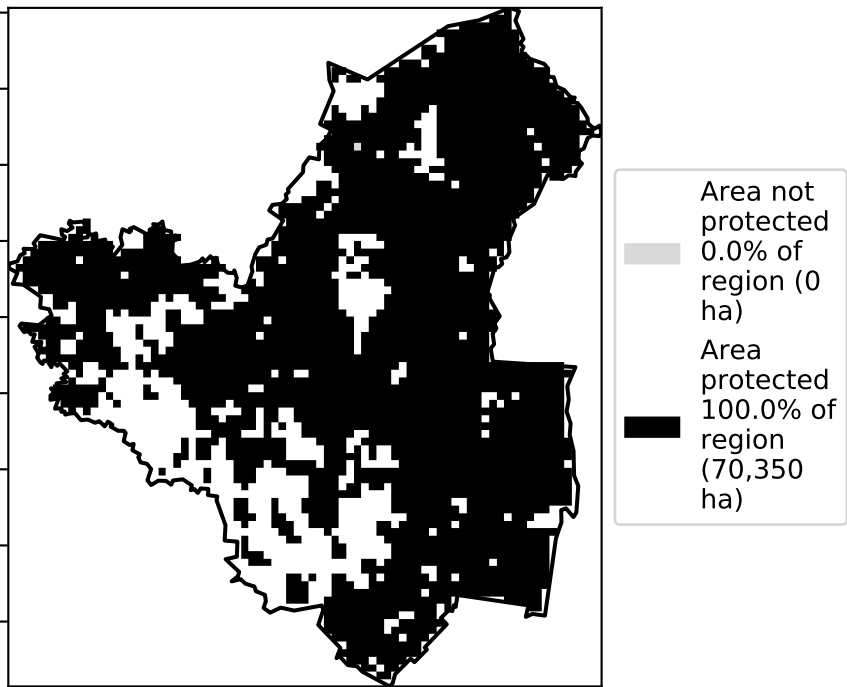 Area not
protected
0.0% of
region (0
ha)
Area
protected
100.0% of
region
(70,350
ha)